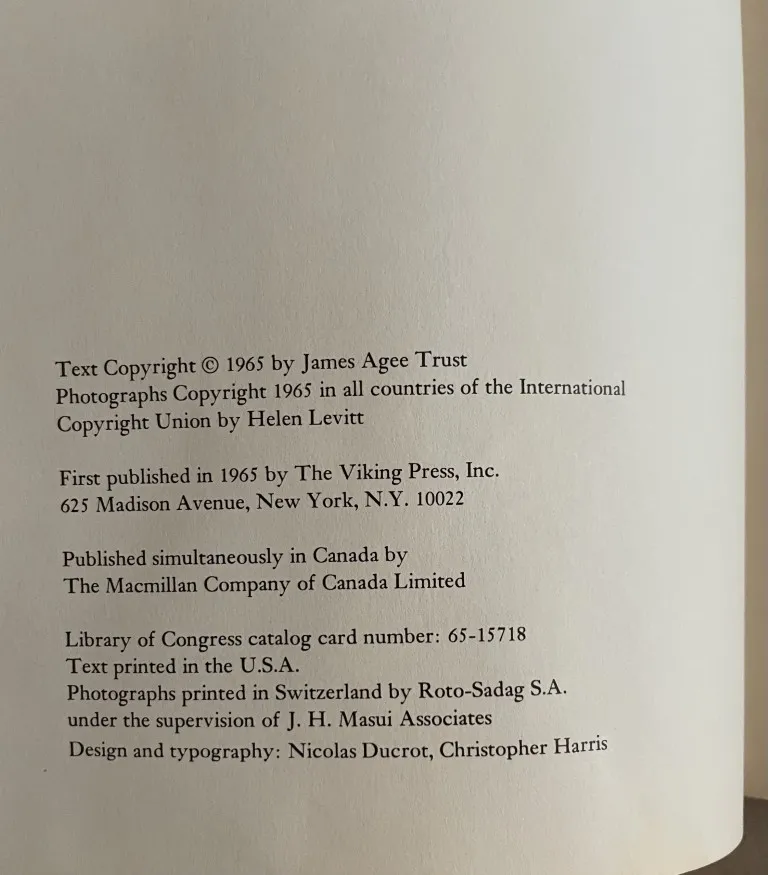 Text Copyright © 1965 by James Agee Trust
Photographs Copyright 1965 in all countries of the International
Copyright Union by Helen Levitt
First published in 1965 by The Viking Press, Inc.
625 Madison Avenue, New York, N.Y. 10022
Published simultaneously in Canada by
The Macmillan Company of Canada Limited
Library of Congress catalog card number: 65-15718
Text printed in the U.S.A.
Photographs printed in Switzerland by Roto-Sadag S.A.
under the supervision of J. H. Masui Associates
Design and typography: Nicolas Ducrot, Christopher Harris